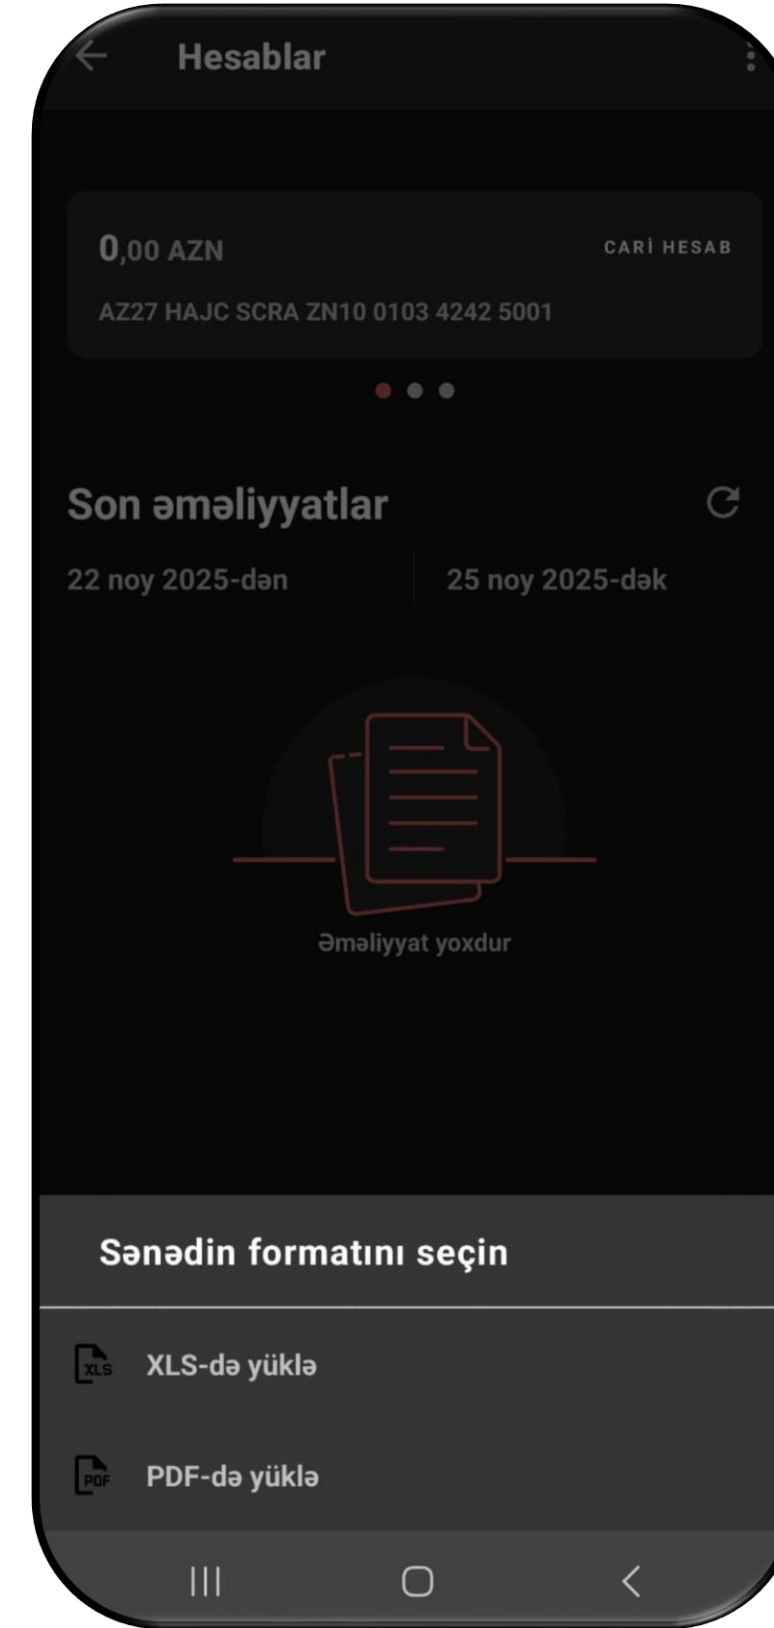 Hesablar
0,00 AZN
CARİ HESAB
AZ27 HAJC SCRA ZN10 0103 4242 5001
Son əməliyyatlar
22 noy 2025-dən
25 noy 2025-dək
Əməliyyat yoxdur
Sənədin formatını seçin
XLS
XLS-də yüklə
PDF
PDF-də yüklə